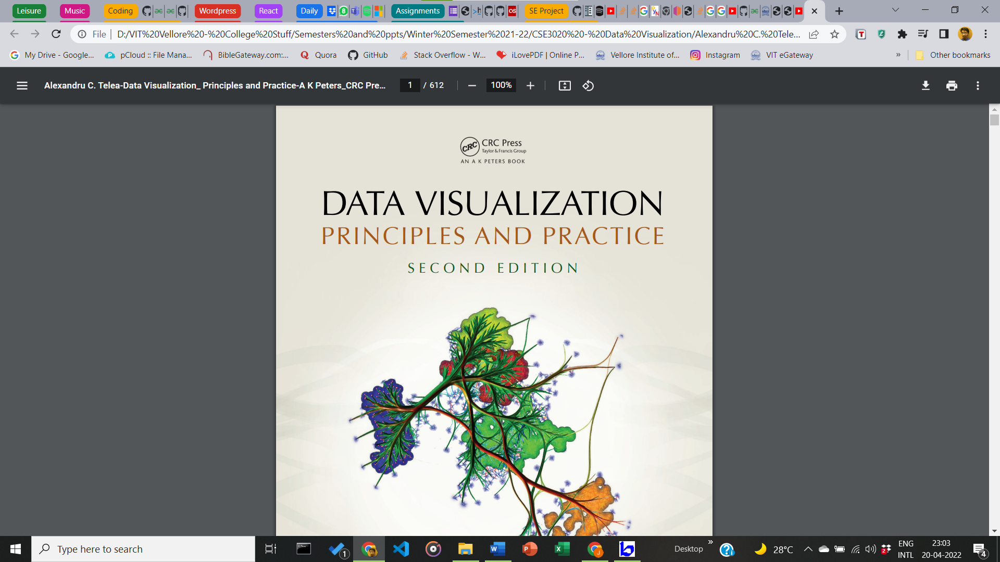 Leisure Music Coding Wordpress React Daily Assignments SE Project
File D:/VIT%20Vellore%20-%20College%20Stuff/Semesters%20and%20ppts/Winter%20Semester%2021-22/CSE3020%20-%20Data%20Visualization/Alexandru%20C.%20Tele...
My Drive - Google... pCloud :: File Mana... BibleGateway.com:... Quora GitHub Stack Overflow - W... iLovePDF | Online P... Vellore Institute of... Instagram VIT eGateway » Other bookmarks
Alexandru C. Telea-Data Visualization_ Principles and Practice-A K Peters_CRC Pre... 1 / 612 100%
CRC CRC Press
Taylor & Francis Group
AN A K PETERS BOOK
DATA VISUALIZATION
PRINCIPLES AND PRACTICE
SECOND EDITION
Type here to search
1
Desktop »
28°C
2
ENG
INTL
23:03
20-04-2022
4